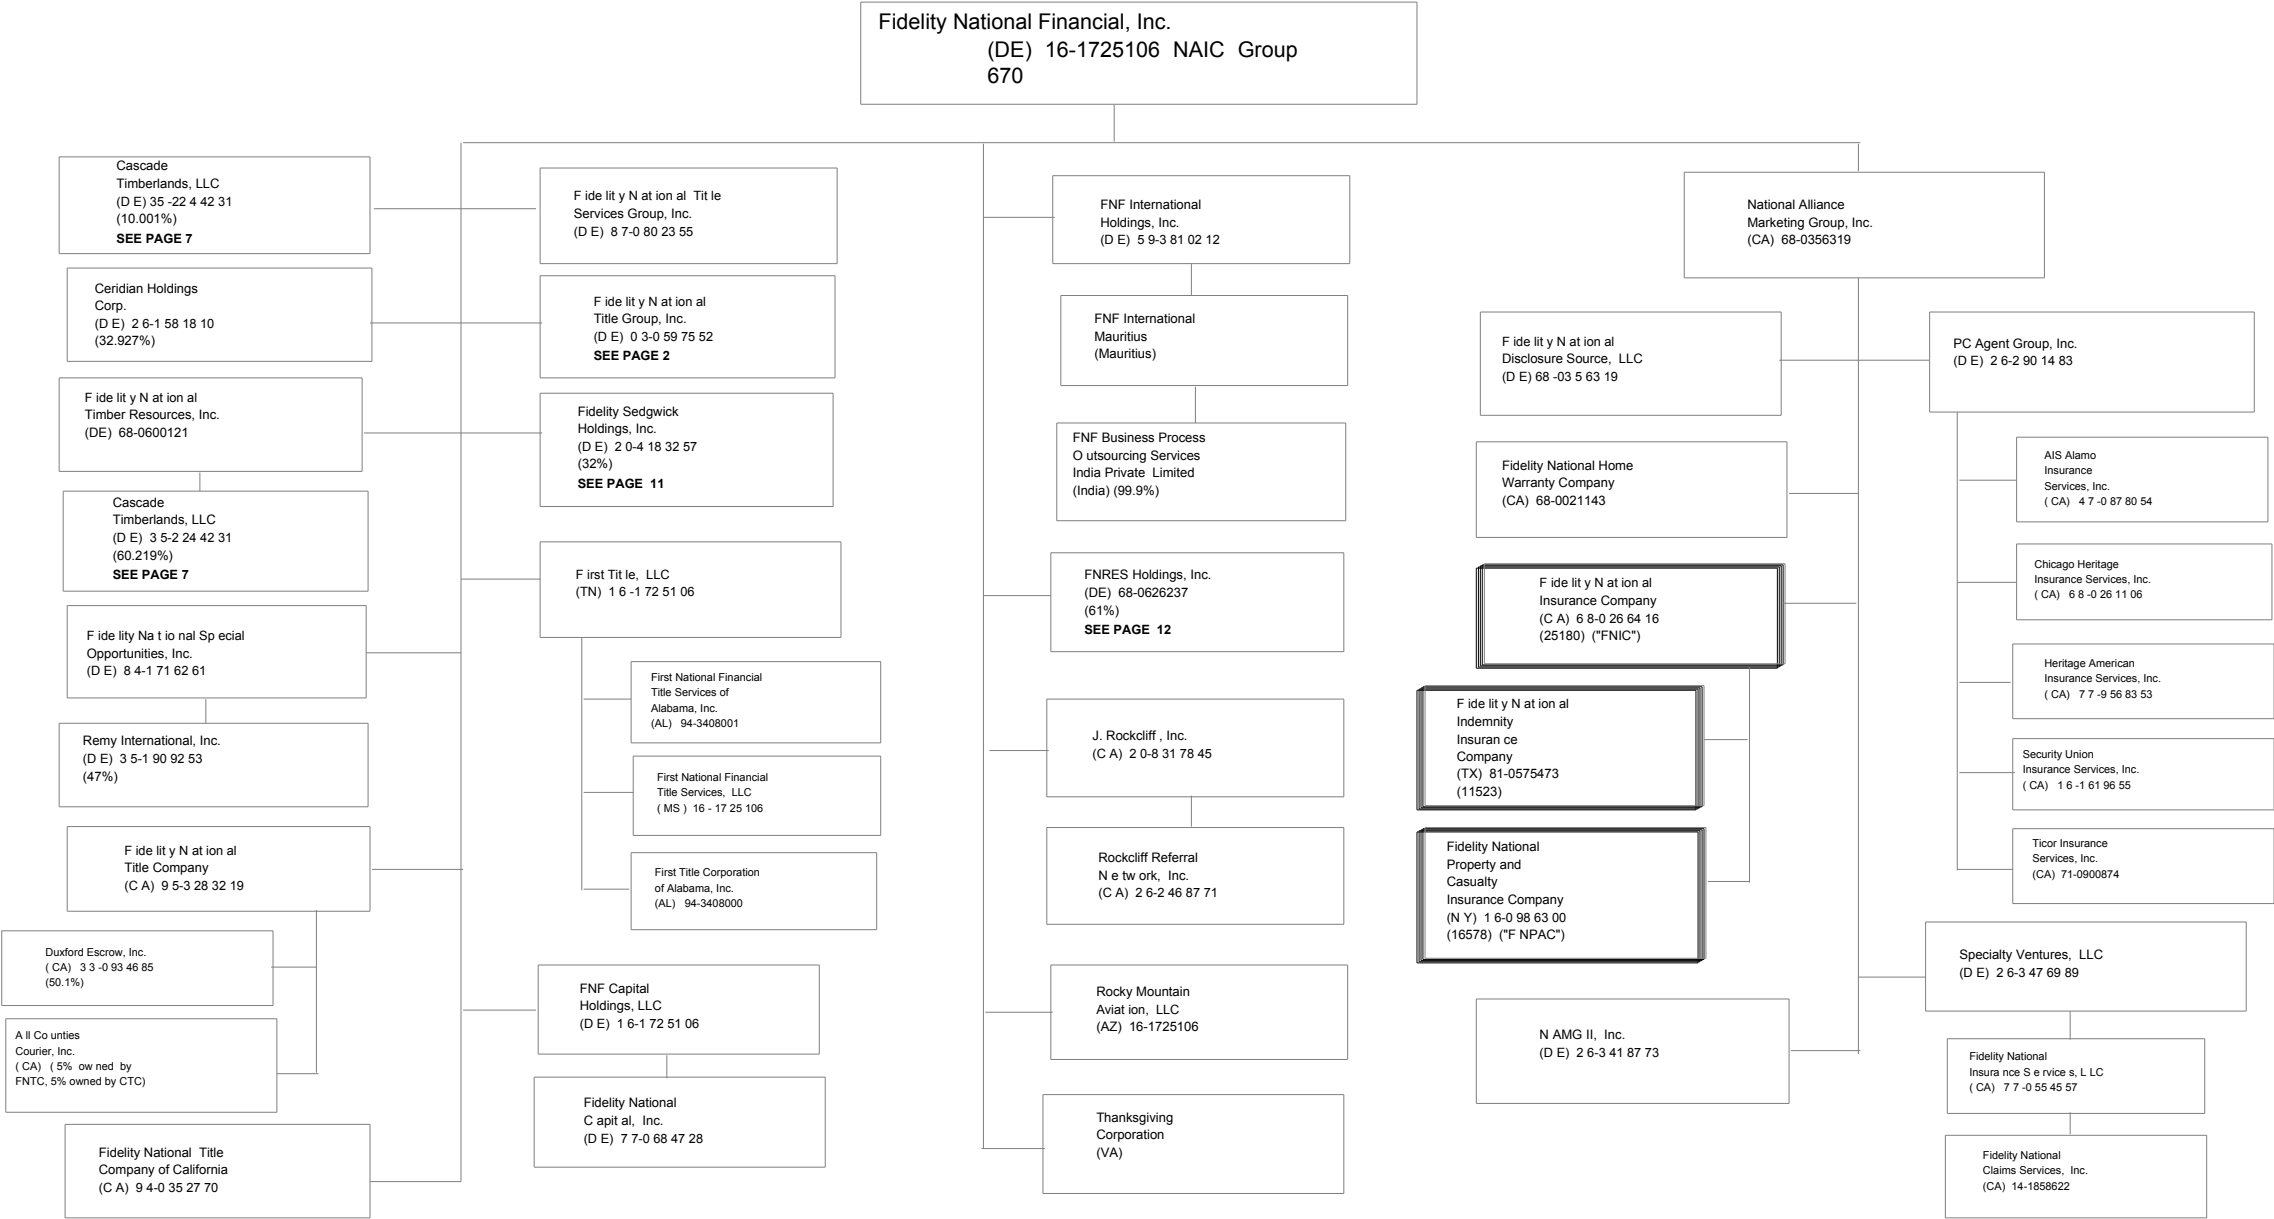 Fidelity National Financial, Inc.
(DE) 16-1725106 NAIC Group
670
Cascade
Timberlands, LLC
(D E) 35 -22 4 42 31
(10.001%)
SEE PAGE 7
Ceridian Holdings
Corp.
(D E) 2 6-1 58 18 10
(32.927%)
F ide lit y N at ion al
Timber Resources, Inc.
(DE) 68-0600121
Cascade
Timberlands, LLC
(D E) 3 5-2 24 42 31
(60.219%)
SEE PAGE 7
F ide lity Na t io nal Sp ecial
Opportunities, Inc.
(D E) 8 4-1 71 62 61
Remy International, Inc.
(D E) 3 5-1 90 92 53
(47%)
F ide lit y N at ion al
Title Company
(C A) 9 5-3 28 32 19
Duxford Escrow, Inc.
( CA) 3 3 -0 93 46 85
(50.1%)
A ll Co unties
Courier, Inc.
( CA) ( 5% ow ned by
FNTC, 5% owned by CTC)
Fidelity National Title
Company of California
(C A) 9 4-0 35 27 70
F ide lit y N at ion al Tit le
Services Group, Inc.
(D E) 8 7-0 80 23 55
F ide lit y N at ion al
Title Group, Inc.
(D E) 0 3-0 59 75 52
SEE PAGE 2
Fidelity Sedgwick
Holdings, Inc.
(D E) 2 0-4 18 32 57
(32%)
SEE PAGE 11
F irst Tit le, LLC
(TN) 1 6 -1 72 51 06
First National Financial
Title Services of
Alabama, Inc.
(AL) 94-3408001
First National Financial
Title Services, LLC
( MS ) 16 - 17 25 106
First Title Corporation
of Alabama, Inc.
(AL) 94-3408000
FNF Capital
Holdings, LLC
(D E) 1 6-1 72 51 06
Fidelity National
C apit al, Inc.
(D E) 7 7-0 68 47 28
FNF International
Holdings, Inc.
(D E) 5 9-3 81 02 12
FNF International
Mauritius
(Mauritius)
FNF Business Process
O utsourcing Services
India Private Limited
(India) (99.9%)
FNRES Holdings, Inc.
(DE) 68-0626237
(61%)
SEE PAGE 12
J. Rockcliff , Inc.
(C A) 2 0-8 31 78 45
Rockcliff Referral
N e tw ork, Inc.
(C A) 2 6-2 46 87 71
Rocky Mountain
Aviat ion, LLC
(AZ) 16-1725106
Thanksgiving
Corporation
(VA)
National Alliance
Marketing Group, Inc.
(CA) 68-0356319
F ide lit y N at ion al
Disclosure Source, LLC
(D E) 68 -03 5 63 19
Fidelity National Home
Warranty Company
(CA) 68-0021143
F ide lit y N at ion al
Insurance Company
(C A) 6 8-0 26 64 16
(25180) ("FNIC")
F ide lit y N at ion al
Indemnity
Insuran ce
Company
(TX) 81-0575473
(11523)
Fidelity National
Property and
Casualty
Insurance Company
(N Y) 1 6-0 98 63 00
(16578) ("F NPAC")
N AMG II, Inc.
(D E) 2 6-3 41 87 73
PC Agent Group, Inc.
(D E) 2 6-2 90 14 83
AIS Alamo
Insurance
Services, Inc.
( CA) 4 7 -0 87 80 54
Chicago Heritage
Insurance Services, Inc.
( CA) 6 8 -0 26 11 06
Heritage American
Insurance Services, Inc.
( CA) 7 7 -9 56 83 53
Security Union
Insurance Services, Inc.
( CA) 1 6 -1 61 96 55
Ticor Insurance
Services, Inc.
(CA) 71-0900874
Specialty Ventures, LLC
(D E) 2 6-3 47 69 89
Fidelity National
Insura nce S e rvice s, L LC
( CA) 7 7 -0 55 45 57
Fidelity National
Claims Services, Inc.
(CA) 14-1858622